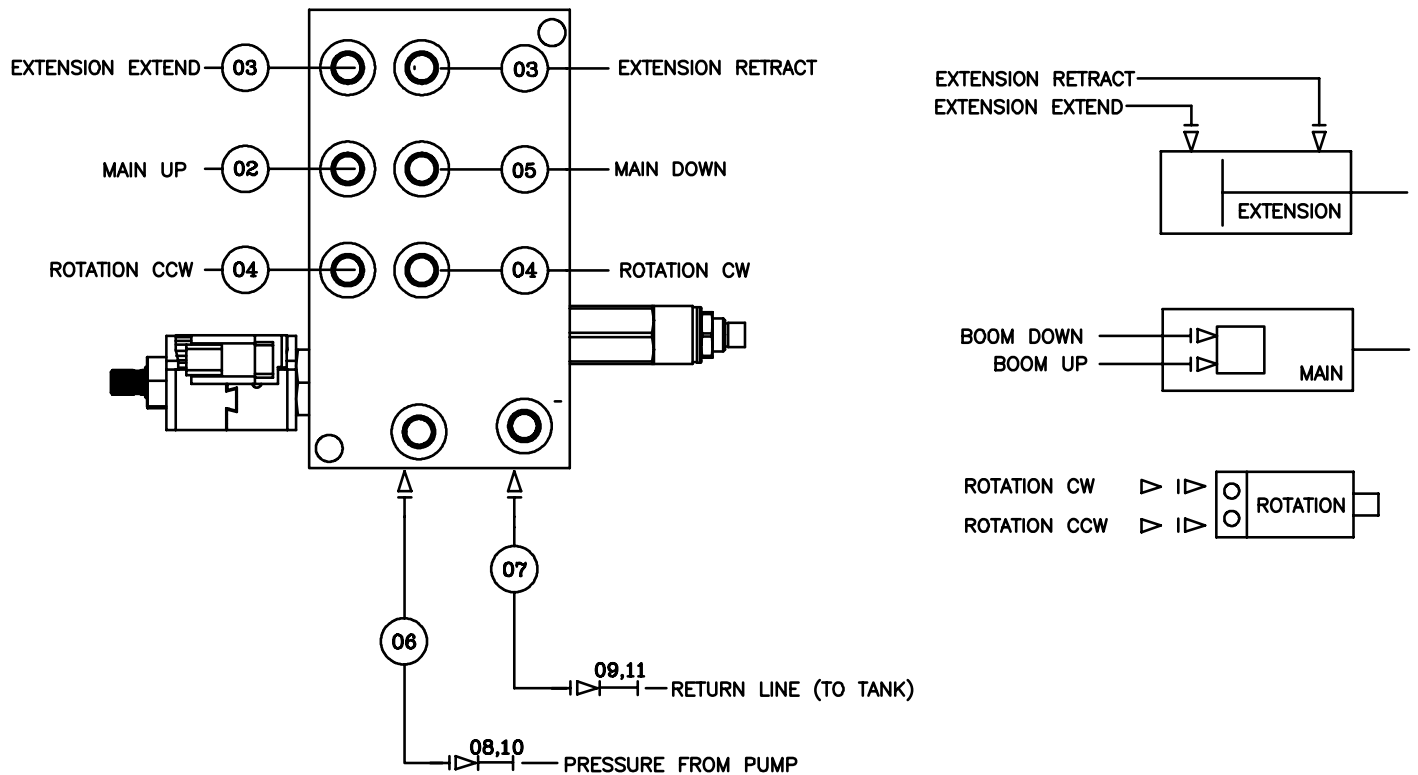 EXTENSION EXTEND 03 03 EXTENSION RETRACT
MAIN UP 02 05 MAIN DOWN
ROTATION CCW 04 04 ROTATION CW
07
06
09,11
RETURN LINE (TO TANK)
08,10
PRESSURE FROM PUMP
EXTENSION RETRACT
EXTENSION EXTEND
EXTENSION
BOOM DOWN
BOOM UP
MAIN
ROTATION CW
ROTATION
ROTATION CCW